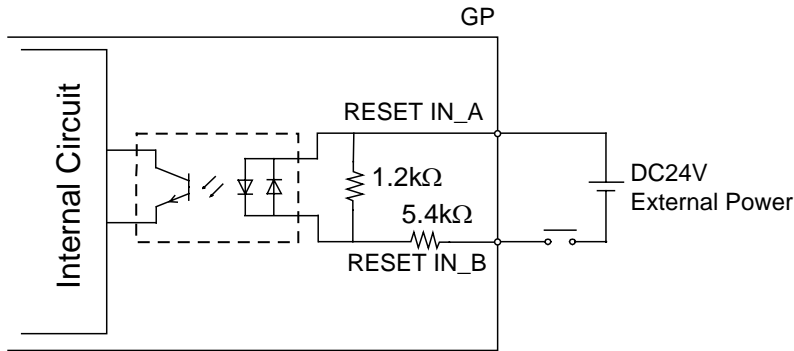 GP
Internal Circuit
RESET IN_A
1.2kΩ
5.4kΩ
RESET IN_B
DC24V
External Power